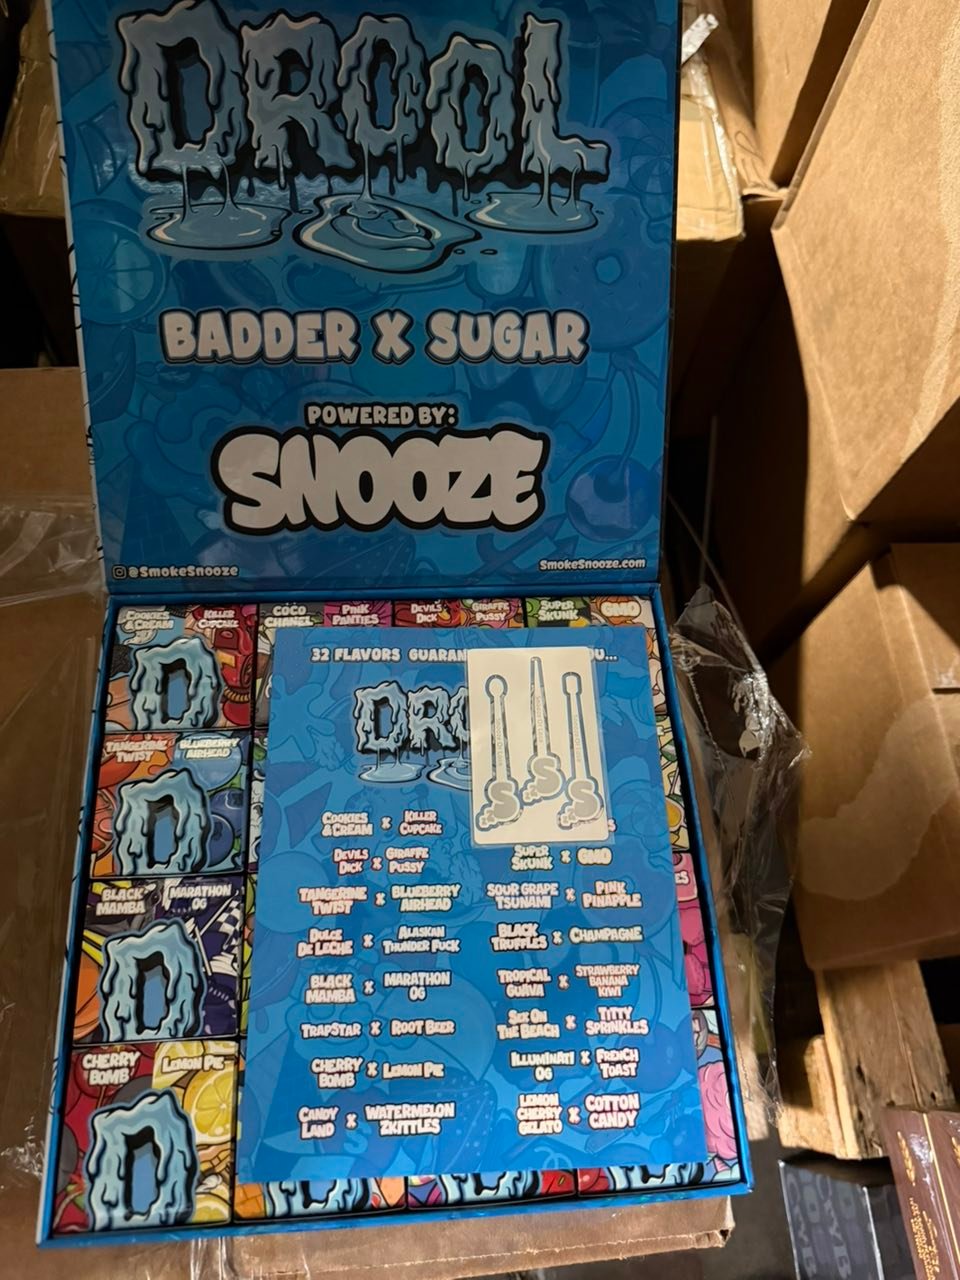 DROOL
BADDER X SUGAR
POWERED BY:
SNOOZE
@SmokeSnooze
SmokeSnooze.com
COOKIES & CREAM
KILLER CUPCAKE
COCO CHANEL
PINK PANTIES
DEVILS DICK
GIRAFFE PUSSY
SUPER SKUNK
GMO
32 FLAVORS GUARAN
U...
DRO
TANGERINE TWIST
BLUEBERRY AIRHEAD
BLACK MAMBA
MARATHON OG
CHERRY BOMB
LEMON PIE
D
D
D
D
S
S
S
COOKIES & CREAM X KILLER CUPCAKE
DEVILS DICK X GIRAFFE PUSSY
SUPER SKUNK X GMO
TANGERINE TWIST X BLUEBERRY AIRHEAD
SOUR GRAPE TSUNAMI X PINK PINAPPLE
DULCE DE LECHE X ALASKAN THUNDER FUCK
BLACK TRUFFLES X CHAMPAGNE
BLACK MAMBA X MARATHON OG
TROPICAL GUAVA X STRAWBERRY BANANA KIWI
TRAPSTAR X ROOT BEER
SEX ON THE BEACH X TITTY SPRINKLES
CHERRY BOMB X LEMON PIE
ILLUMINATI OG X FRENCH TOAST
CANDY LAND X WATERMELON ZKITTLES
LEMON CHERRY GELATO X COTTON CANDY